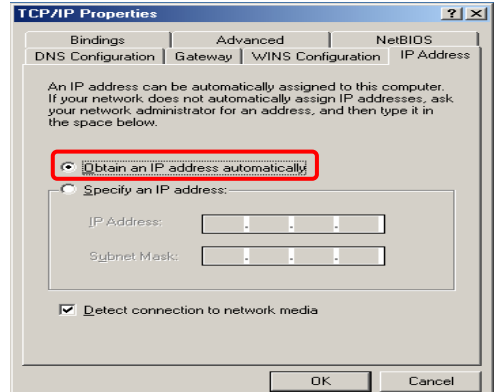 TCP/IP Properties
Bindings Advanced NetBIOS
DNS Configuration Gateway WINS Configuration IP Address
An IP address can be automatically assigned to this computer.
If your network does not automatically assign IP addresses, ask
your network administrator for an address, and then type it in
the space below.
Obtain an IP address automatically
Specify an IP address:
IP Address:
Subnet Mask:
Detect connection to network media
OK Cancel